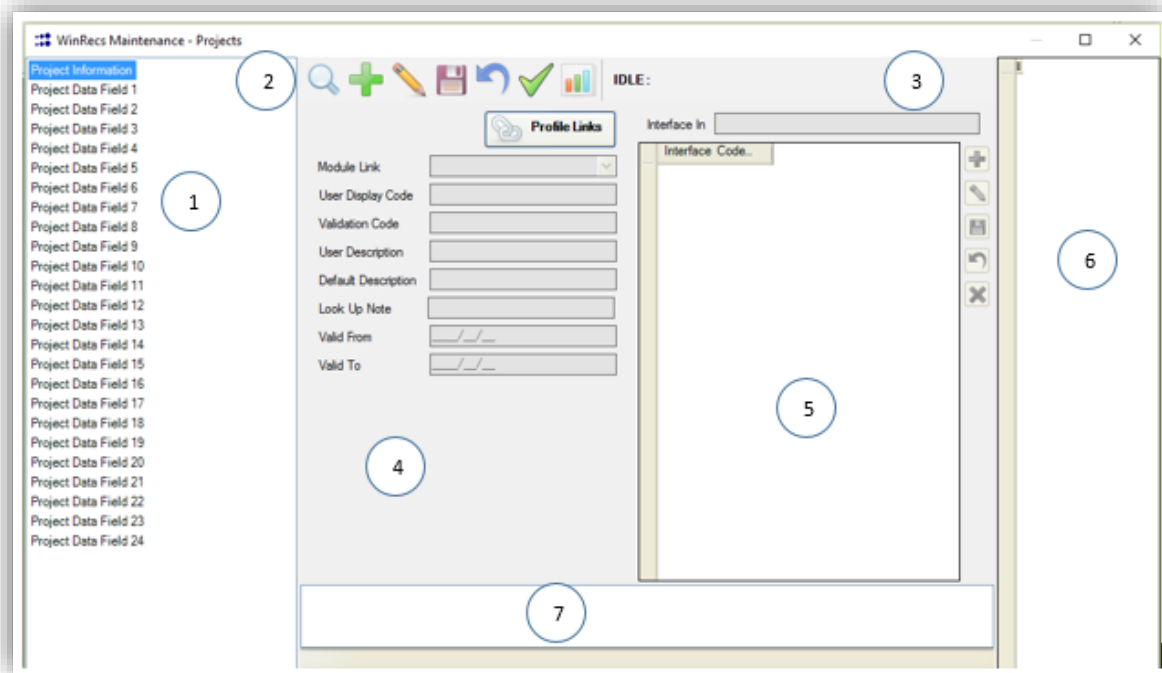 WinRecs Maintenance - Projects
Project Information
Project Data Field 1
Project Data Field 2
Project Data Field 3
Project Data Field 4
Project Data Field 5
Project Data Field 6
Project Data Field 7
Project Data Field 8
Project Data Field 9
Project Data Field 10
Project Data Field 11
Project Data Field 12
Project Data Field 13
Project Data Field 14
Project Data Field 15
Project Data Field 16
Project Data Field 17
Project Data Field 18
Project Data Field 19
Project Data Field 20
Project Data Field 21
Project Data Field 22
Project Data Field 23
Project Data Field 24
1
2
IDLE:
3
Profile Links
Module Link
User Display Code
Validation Code
User Description
Default Description
Look Up Note
Valid From ____/__/__
Valid To ____/__/__
4
Interface In
Interface Code..
5
6
7